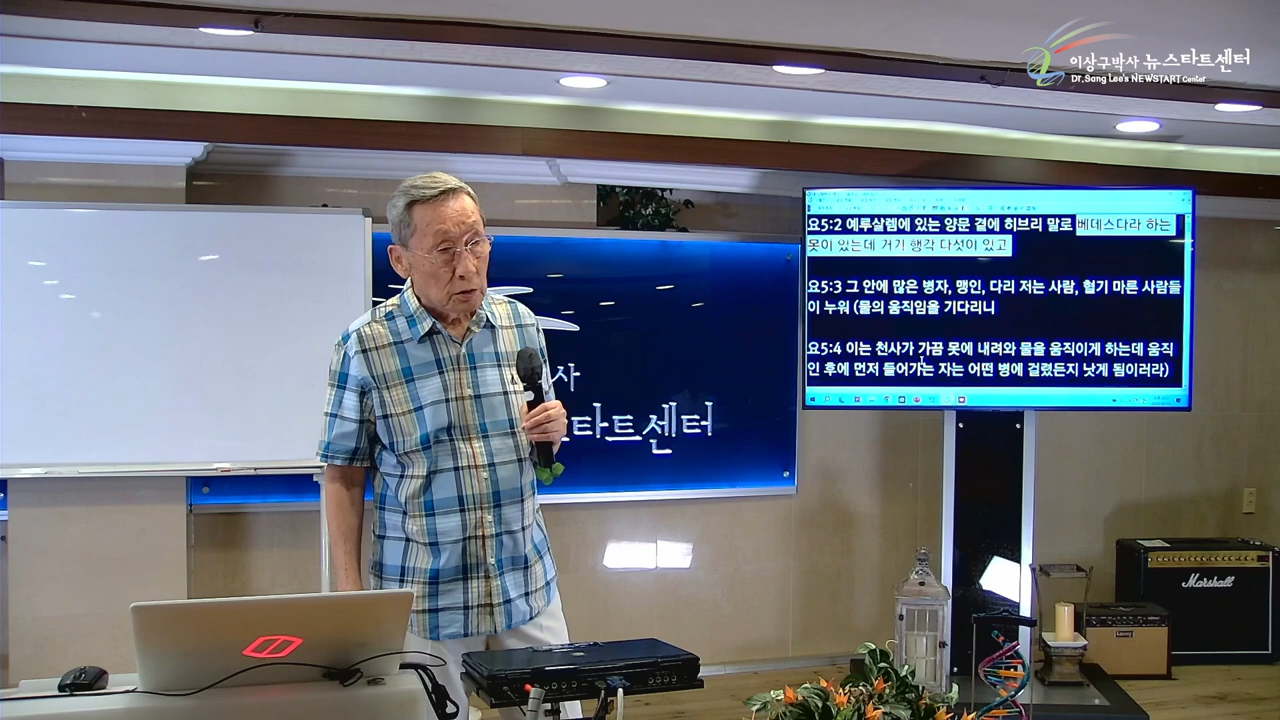 이상구박사 뉴스타트센터
Dr. Sang Lee's NEWSTART Center
요5:2 예루살렘에 있는 양문 곁에 히브리 말로 베데스다라 하는
못이 있는데 거기 행각 다섯이 있고
요5:3 그 안에 많은 병자, 맹인, 다리 저는 사람, 혈기 마른 사람들
이 누워 (물의 움직임을 기다리니
요5:4 이는 천사가 가끔 못에 내려와 물을 움직이게 하는데 움직
인 후에 먼저 들어가는 자는 어떤 병에 걸렸든지 낫게 됨이러라)
사
스타트센터
Marshall
Laney